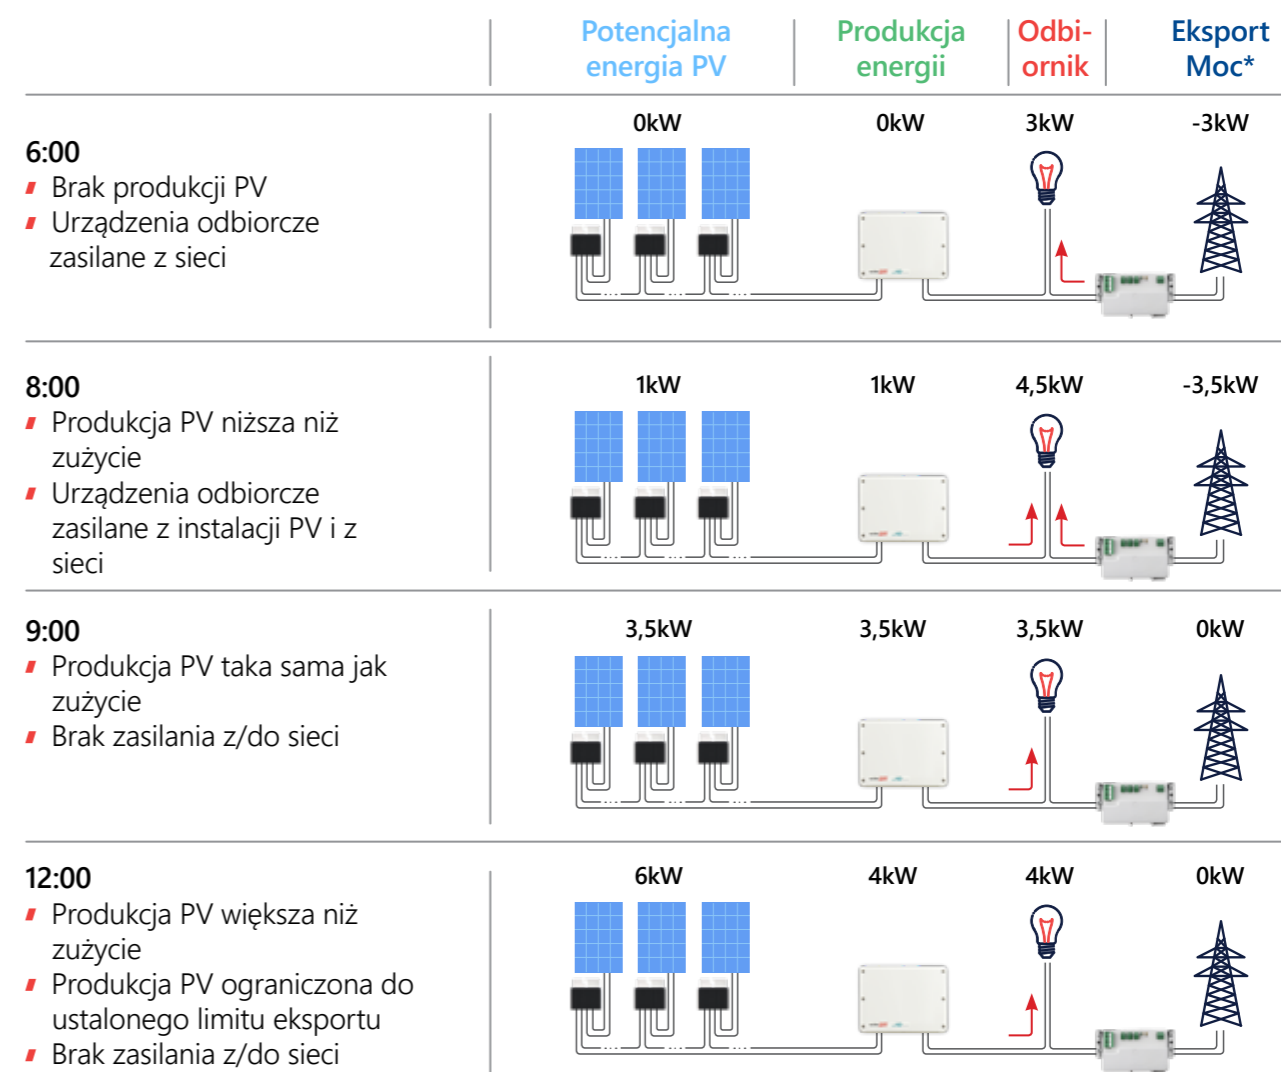 Potencjalna
energia PV
Produkcja
energii
Odbi-
ornik
Eksport
Moc*
6:00
Brak produkcji PV
Urządzenia odbiorcze
zasilane z sieci
0kW
0kW
3kW
-3kW
8:00
Produkcja PV niższa niż
zużycie
Urządzenia odbiorcze
zasilane z instalacji PV i z
sieci
1kW
1kW
4,5kW
-3,5kW
9:00
Produkcja PV taka sama jak
zużycie
Brak zasilania z/do sieci
3,5kW
3,5kW
3,5kW
0kW
12:00
Produkcja PV większa niż
zużycie
Produkcja PV ograniczona do
ustalonego limitu eksportu
Brak zasilania z/do sieci
6kW
4kW
4kW
0kW